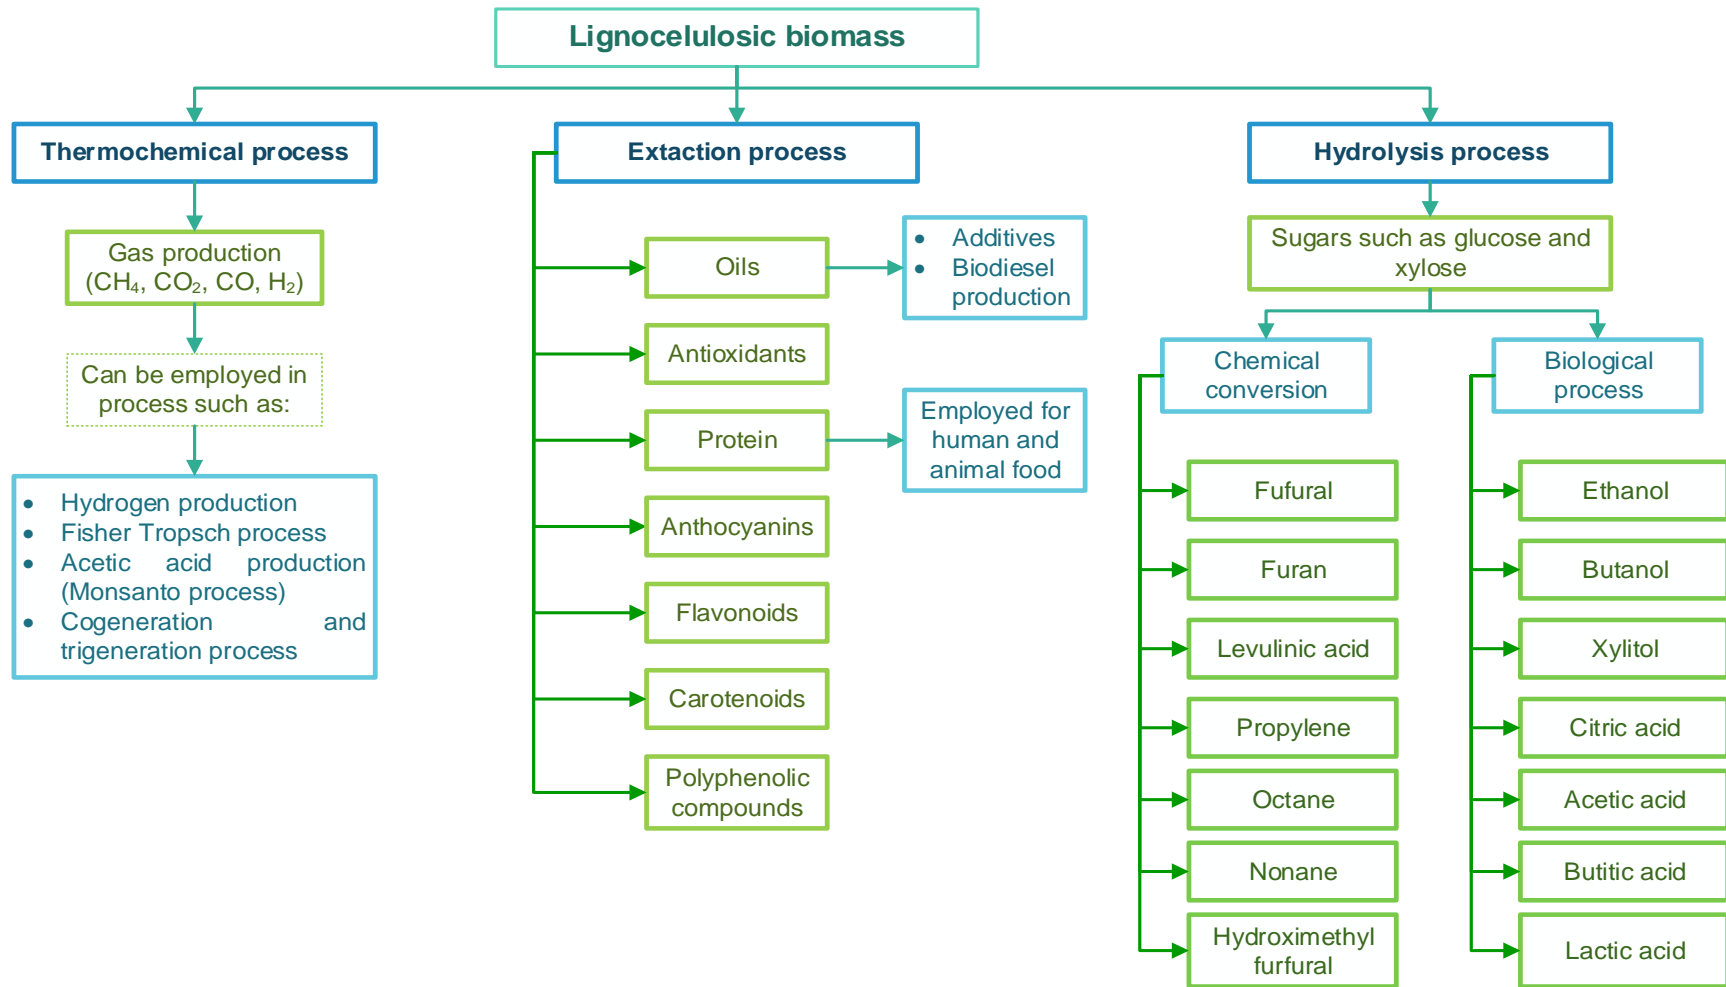 Lignocelulosic biomass
Thermochemical process
Gas production
(CH₄, CO₂, CO, H₂)
Can be employed in
process such as:
• Hydrogen production
• Fisher Tropsch process
• Acetic acid production
(Monsanto process)
• Cogeneration and
trigeneration process
Extaction process
Oils
• Additives
• Biodiesel
production
Antioxidants
Protein
Employed for
human and
animal food
Anthocyanins
Flavonoids
Carotenoids
Polyphenolic
compounds
Hydrolysis process
Sugars such as glucose and
xylose
Chemical
conversion
Fufural
Furan
Levulinic acid
Propylene
Octane
Nonane
Hydroximethyl
furfural
Biological
process
Ethanol
Butanol
Xylitol
Citric acid
Acetic acid
Butitic acid
Lactic acid